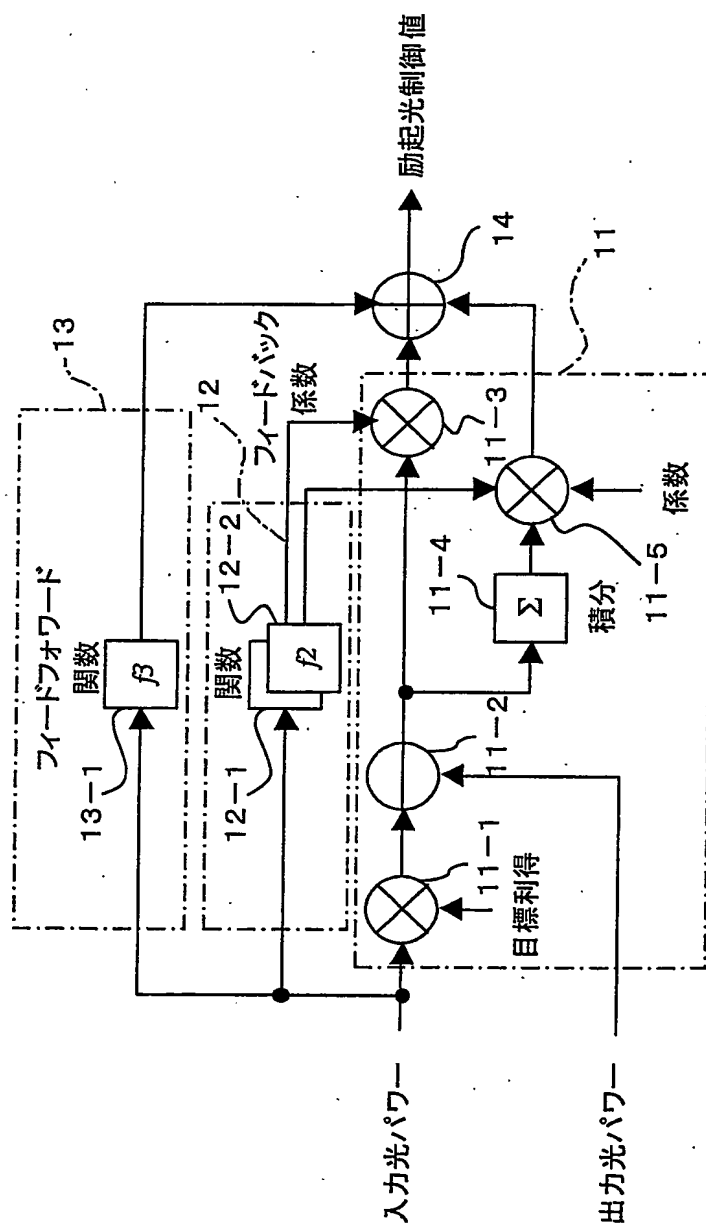 13
フィードフォワード
関数
f3
13-1
12
フィードバック
係数
12-2
関数
f2
12-1
励起光制御値
14
11
11-3
11-4
Σ
積分
11-5
係数
11-2
11-1
目標利得
入力光パワー
出力光パワー